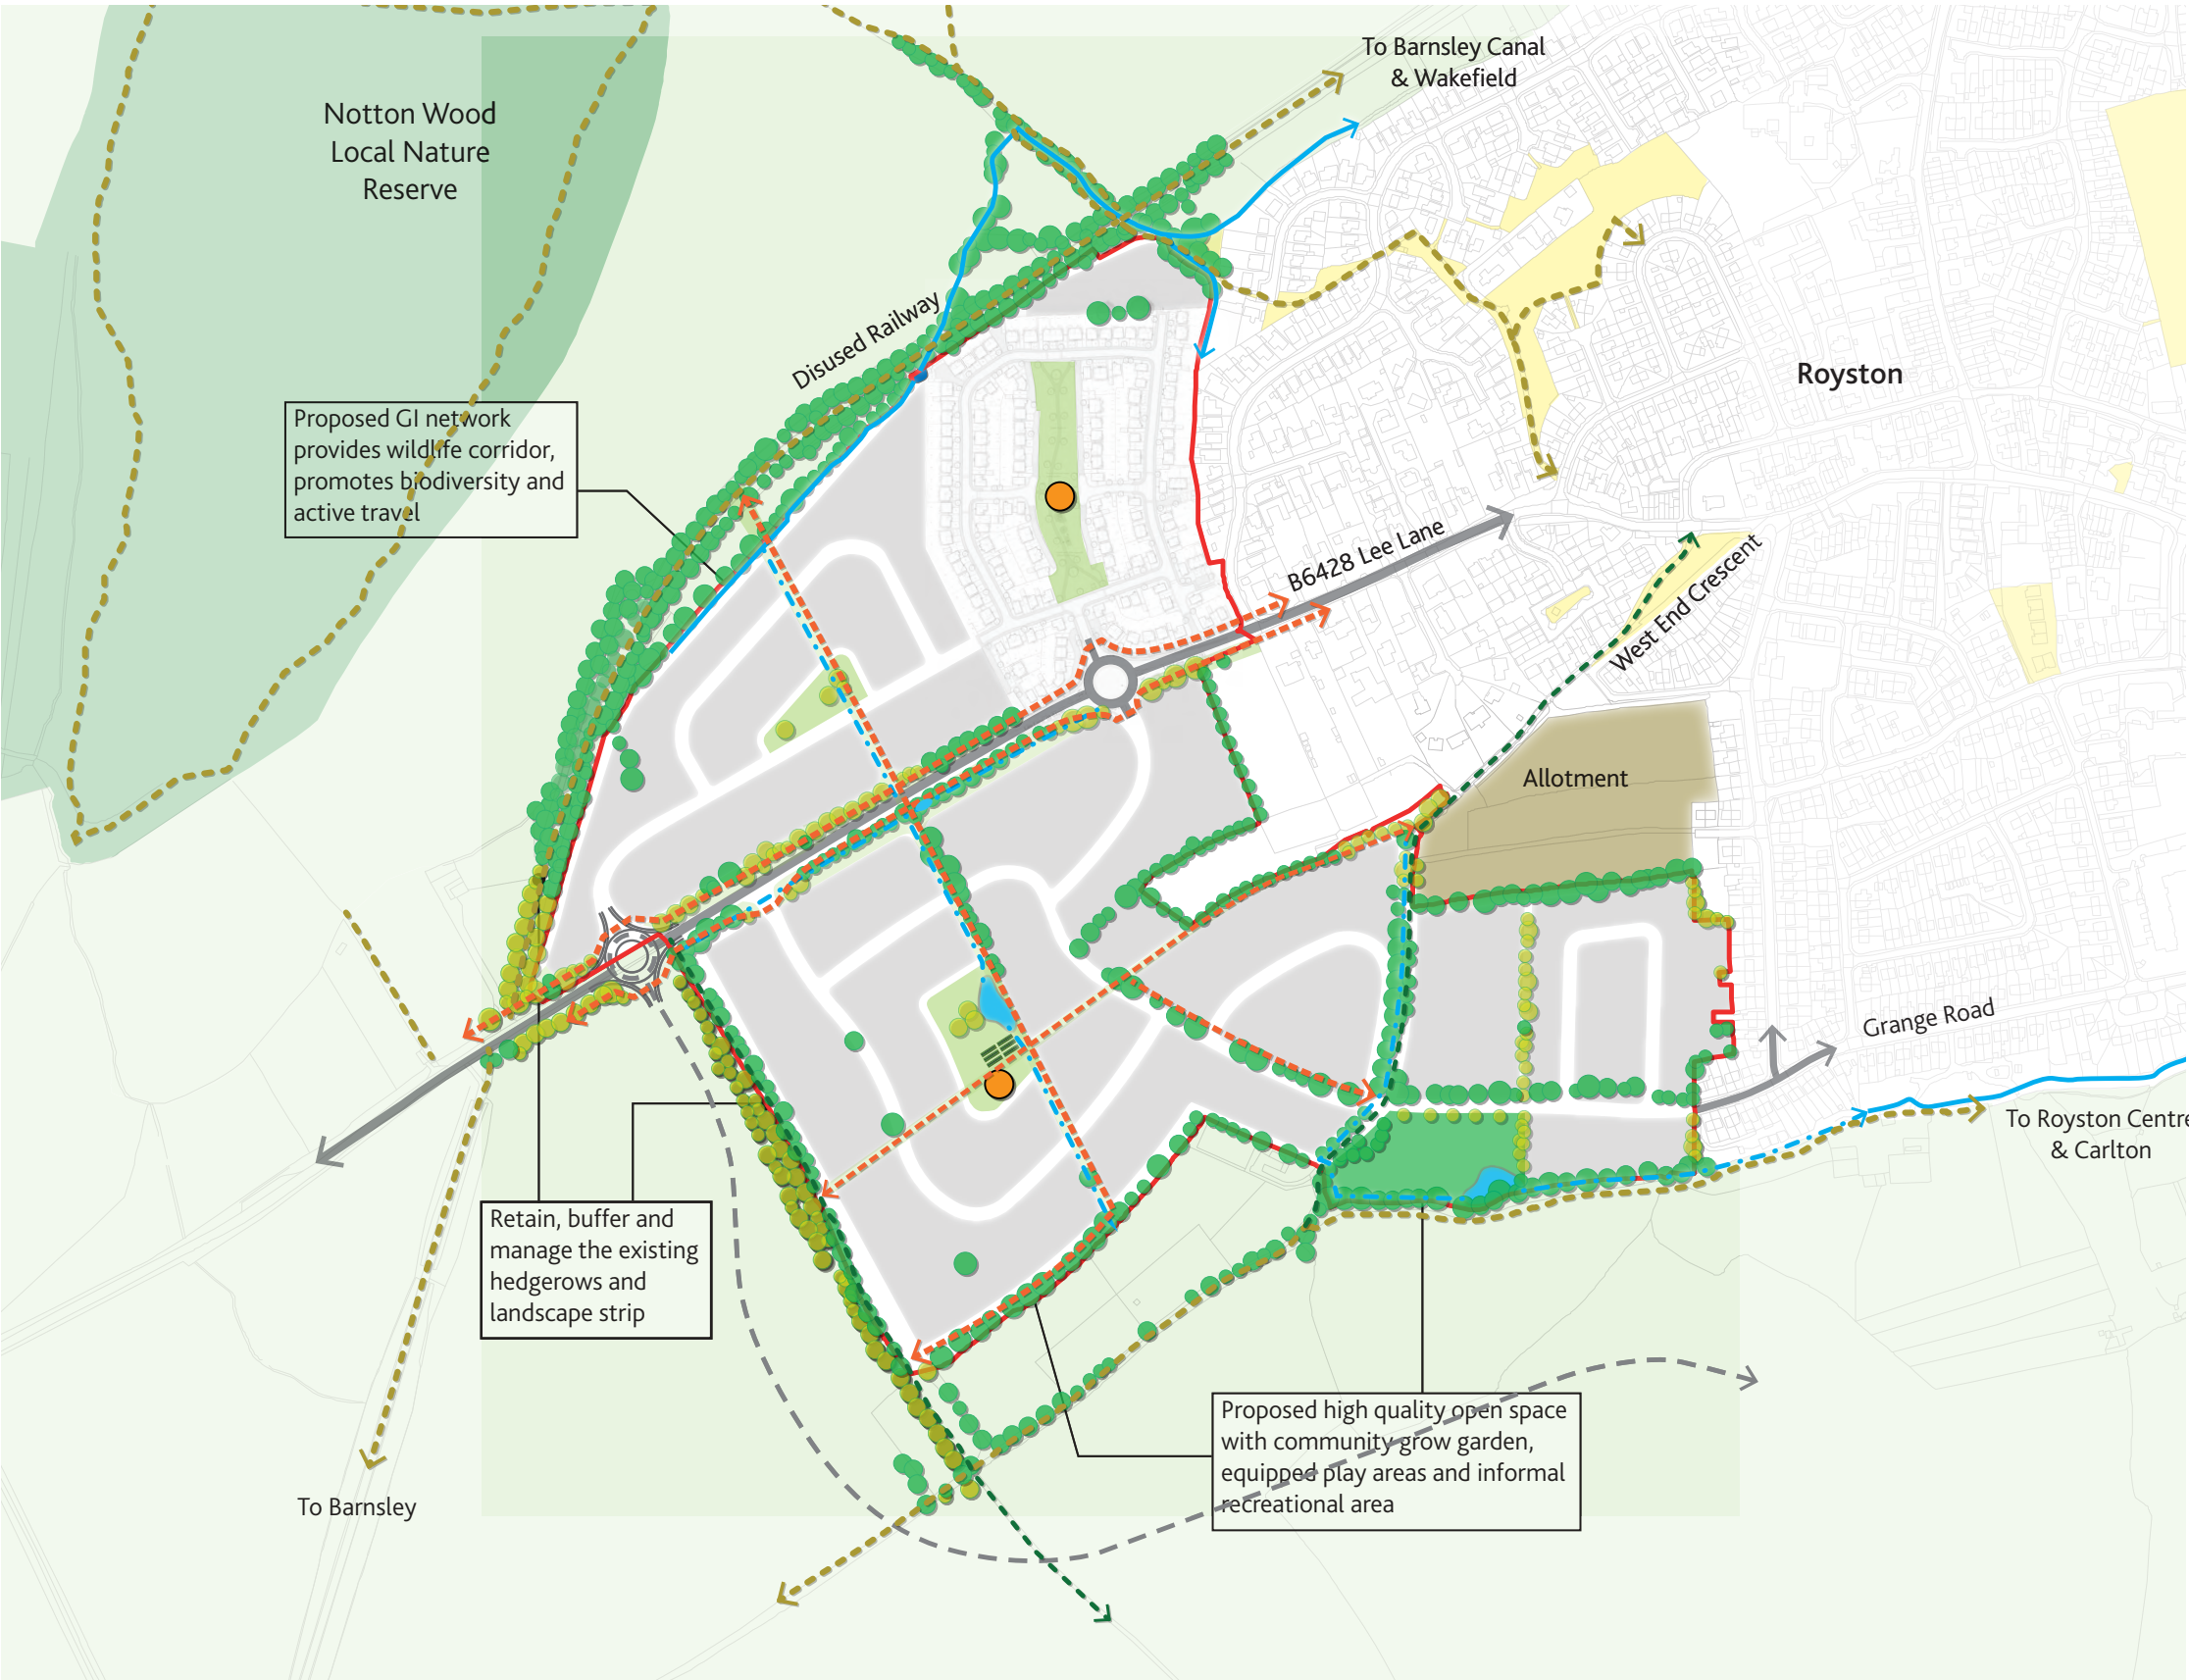 To Barnsley Canal
& Wakefield
Notton Wood
Local Nature
Reserve
Disused Railway
Royston
Proposed GI network
provides wildlife corridor,
promotes biodiversity and
active travel
B6428 Lee Lane
West End Crescent
Allotment
Grange Road
To Royston Centre
& Carlton
Retain, buffer and
manage the existing
hedgerows and
landscape strip
Proposed high quality open space
with community grow garden,
equipped play areas and informal
recreational area
To Barnsley